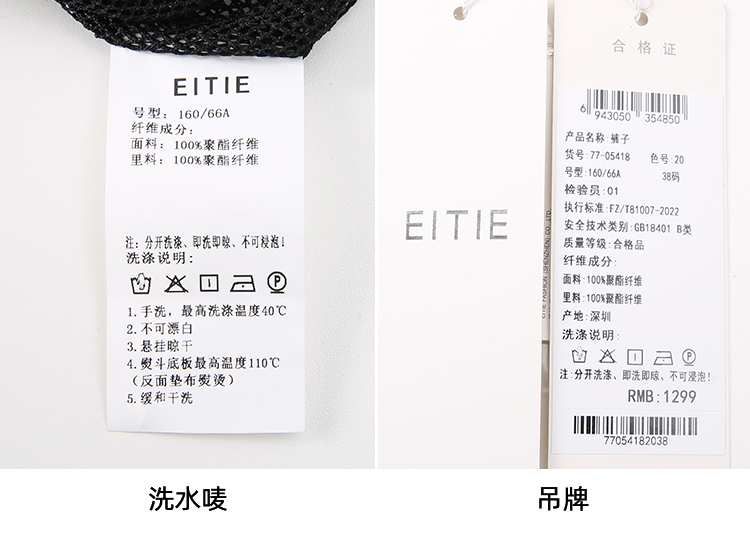 EITIE
号型: 160/66A
纤维成分:
面料: 100%聚酯纤维
里料: 100%聚酯纤维
注: 分开洗涤、即洗即晾、不可浸泡!
洗涤说明:
1.手洗, 最高洗涤温度40℃
2.不可漂白
3.悬挂晾干
4.熨斗底板最高温度110℃
(反面垫布熨烫)
5.缓和干洗
洗水唛
EITIE
EITIE FASHION (SHENZHEN) CO.,LTD.
合格证
6 943050 354850
产品名称:裤子
货号:77-05418 色号:20
号型:160/66A 38码
检验员:01
执行标准:FZ/T81007-2022
安全技术类别:GB18401 B类
质量等级:合格品
纤维成分:
面料:100%聚酯纤维
里料:100%聚酯纤维
产地:深圳
洗涤说明:
注:分开洗涤、即洗即晾、不可浸泡!
RMB:1299
77054182038
吊牌